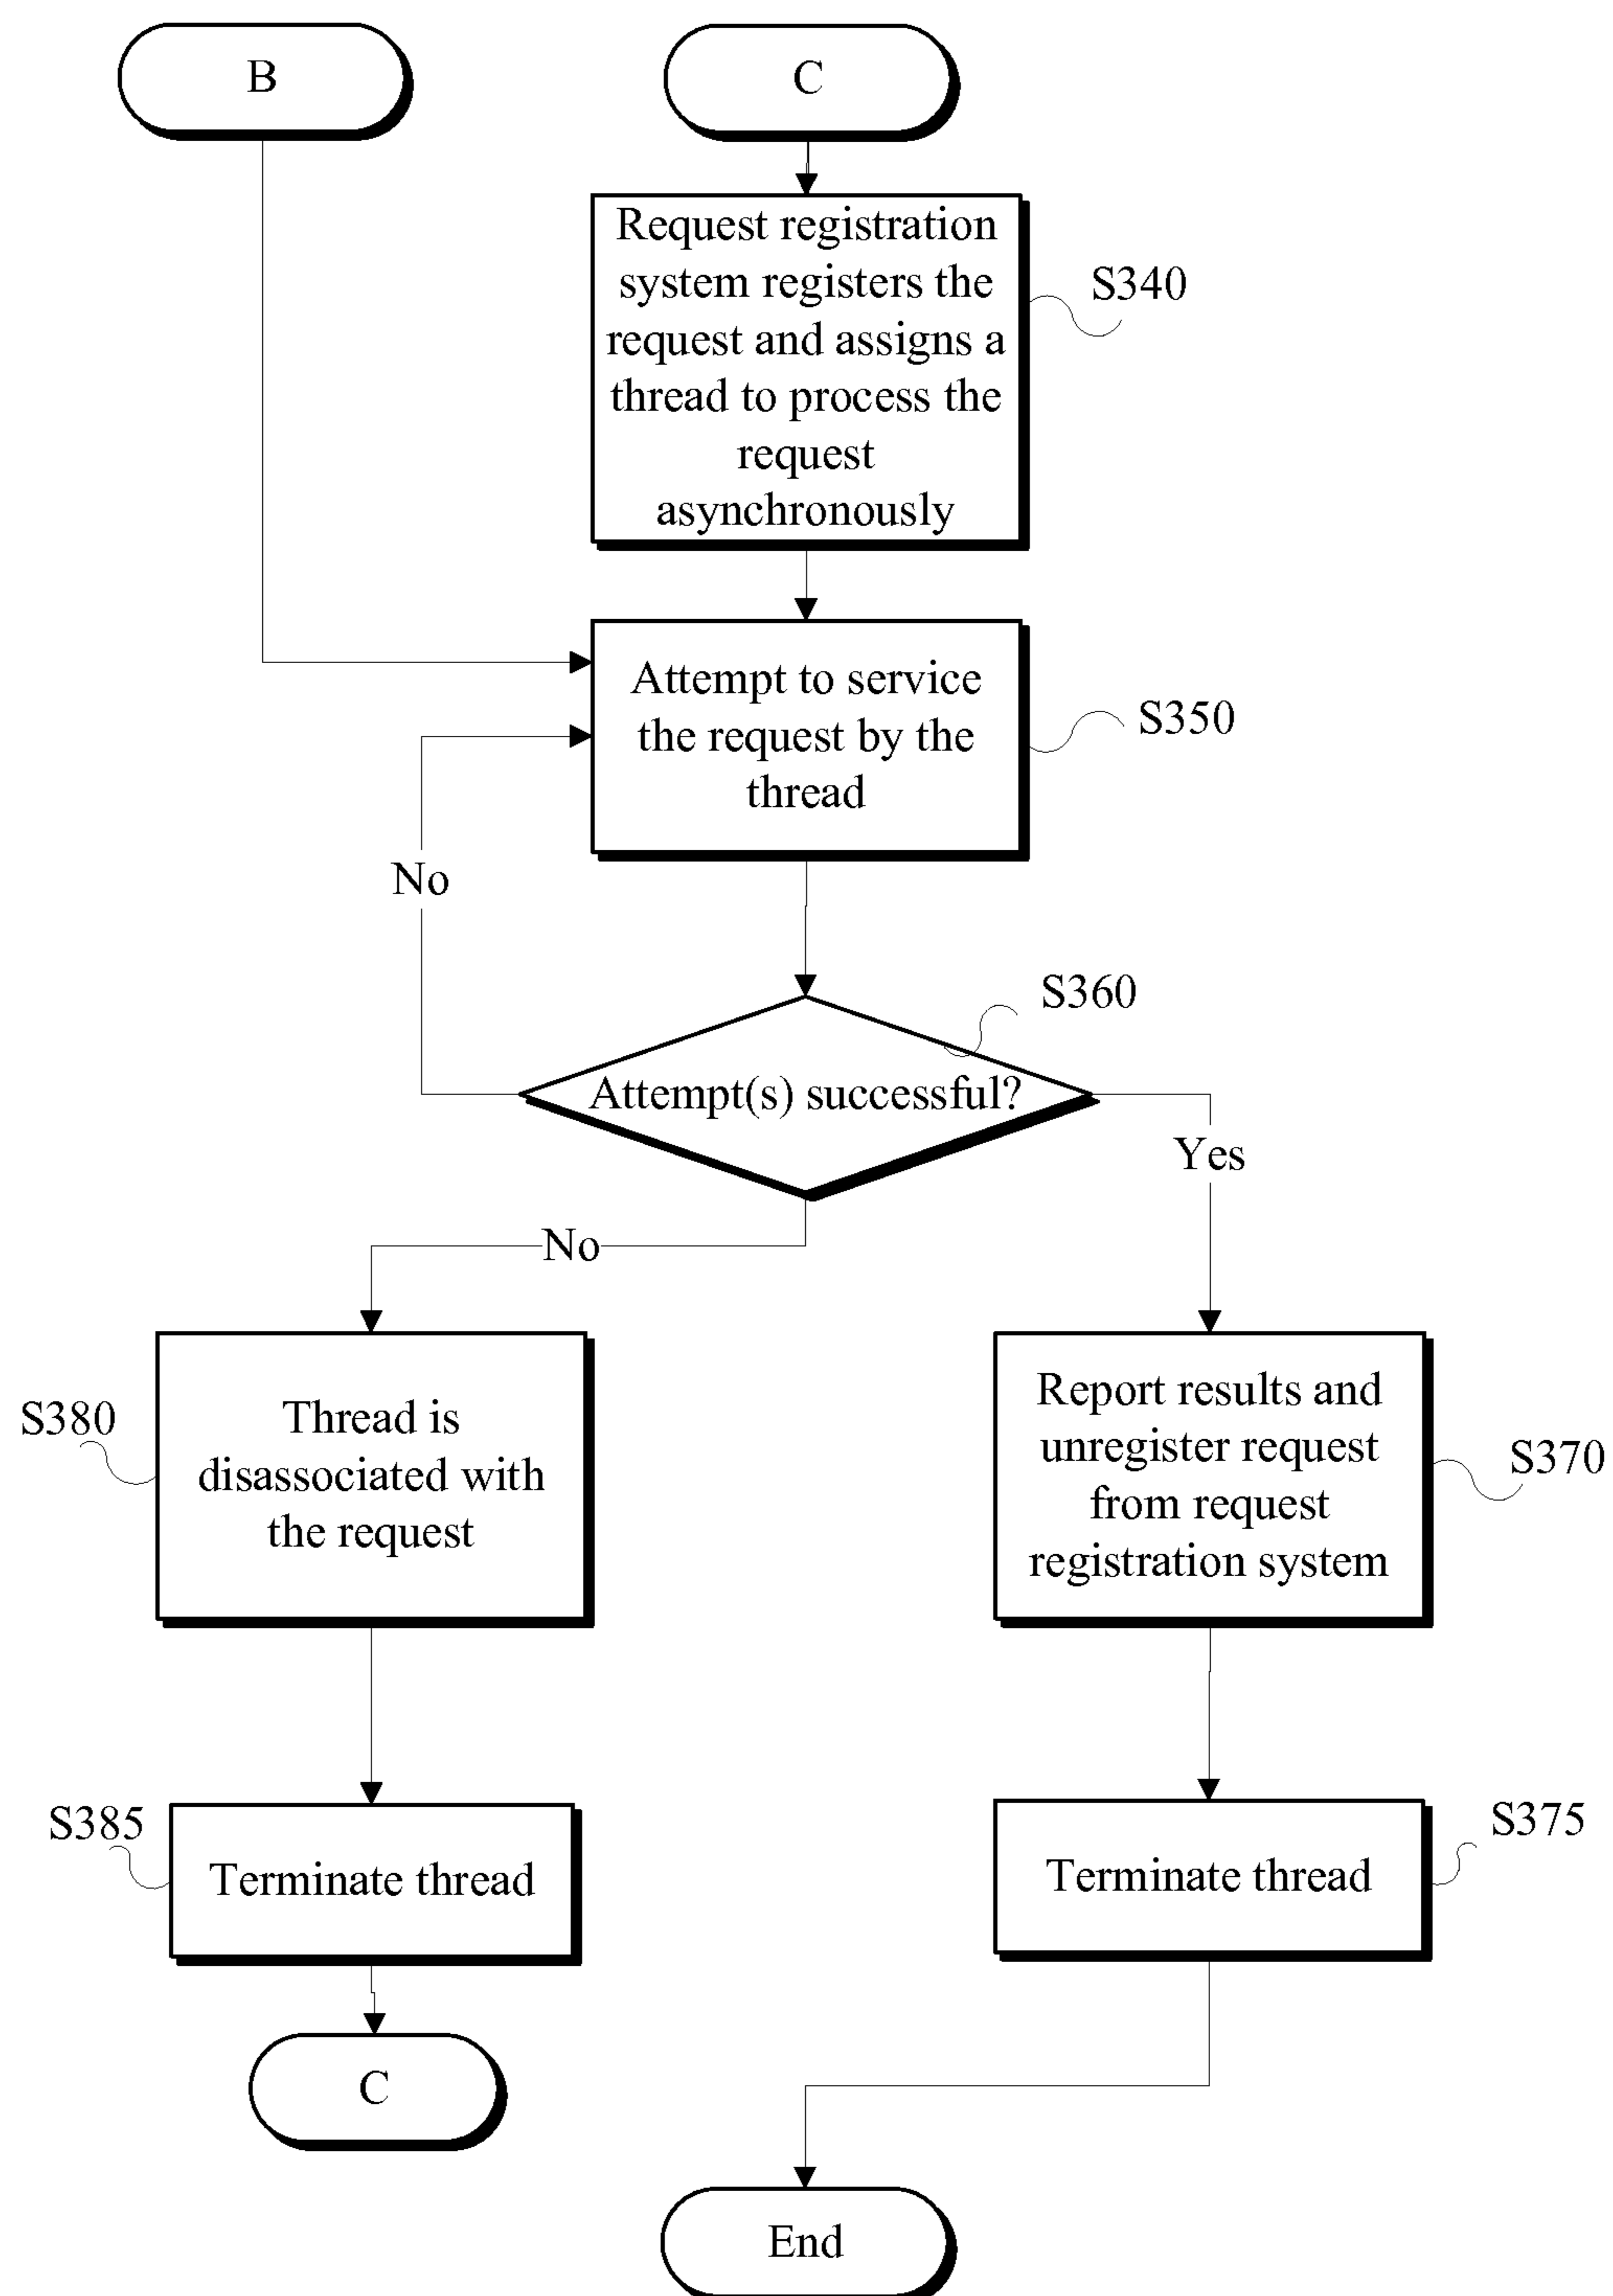 B
C
Request registration
system registers the
request and assigns a
thread to process the
request
asynchronously
S340
Attempt to service
the request by the
thread
S350
No
S360
Attempt(s) successful?
Yes
No
S380
Thread is
disassociated with
the request
Report results and
unregister request
from request
registration system
S370
S385
Terminate thread
Terminate thread
S375
C
End